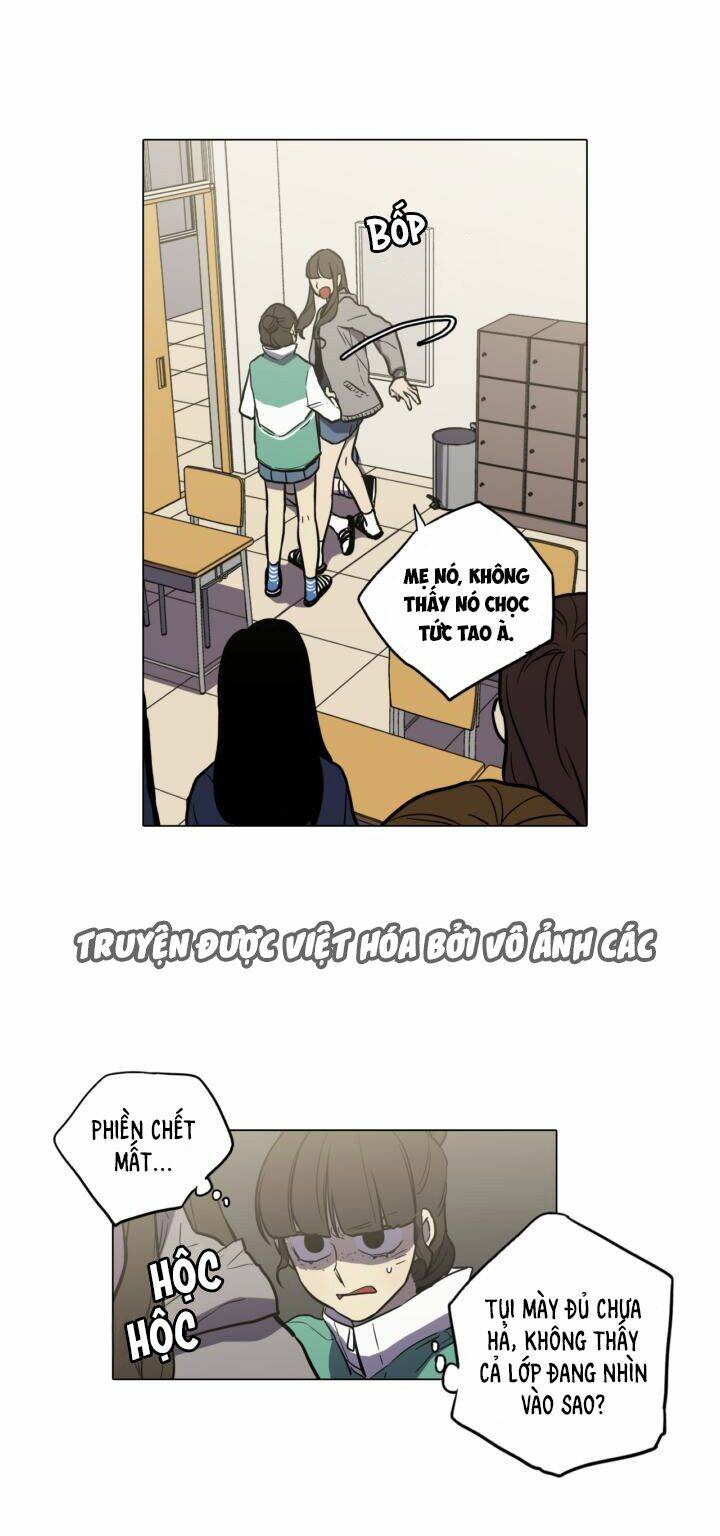 BỐP
MẸ NÓ, KHÔNG
THẤY NÓ CHỌC
TỨC TAO À.
TRUYỆN ĐƯỢC VIỆT HÓA BỞI VÔ ẢNH CÁC
PHIỀN CHẾT
MẤT...
HỘC
HỘC
TỤI MÀY ĐỦ CHƯA
HẢ, KHÔNG THẤY
CẢ LỚP ĐANG NHÌN
VÀO SAO?